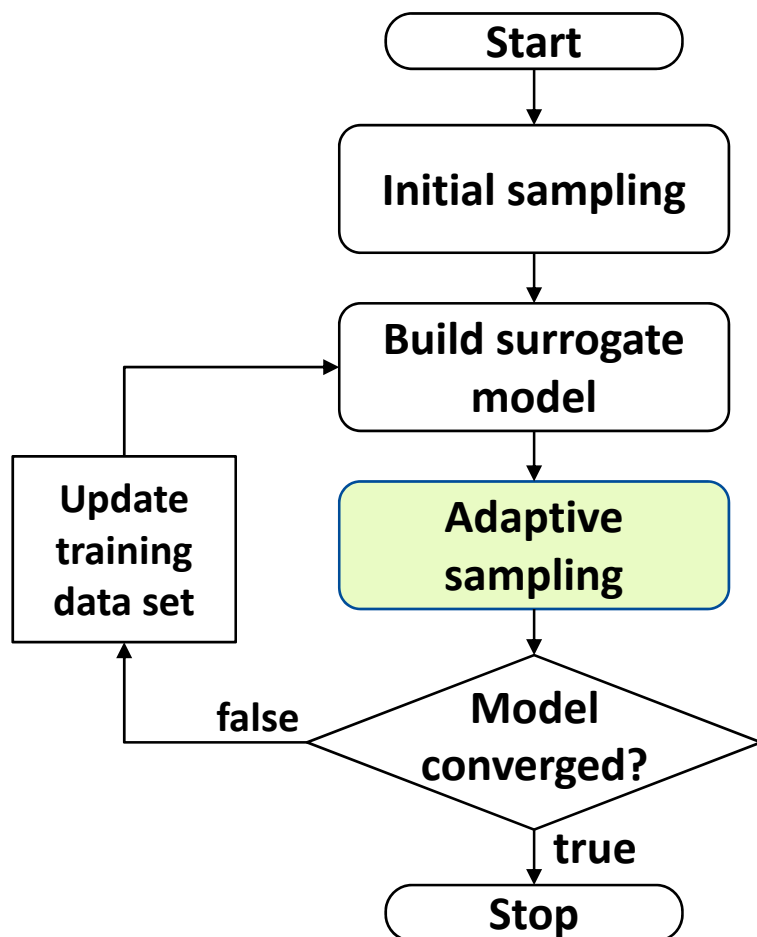 Start
Initial sampling
Build surrogate
model
Adaptive
sampling
Update
training
data set
Model
converged?
false
true
Stop